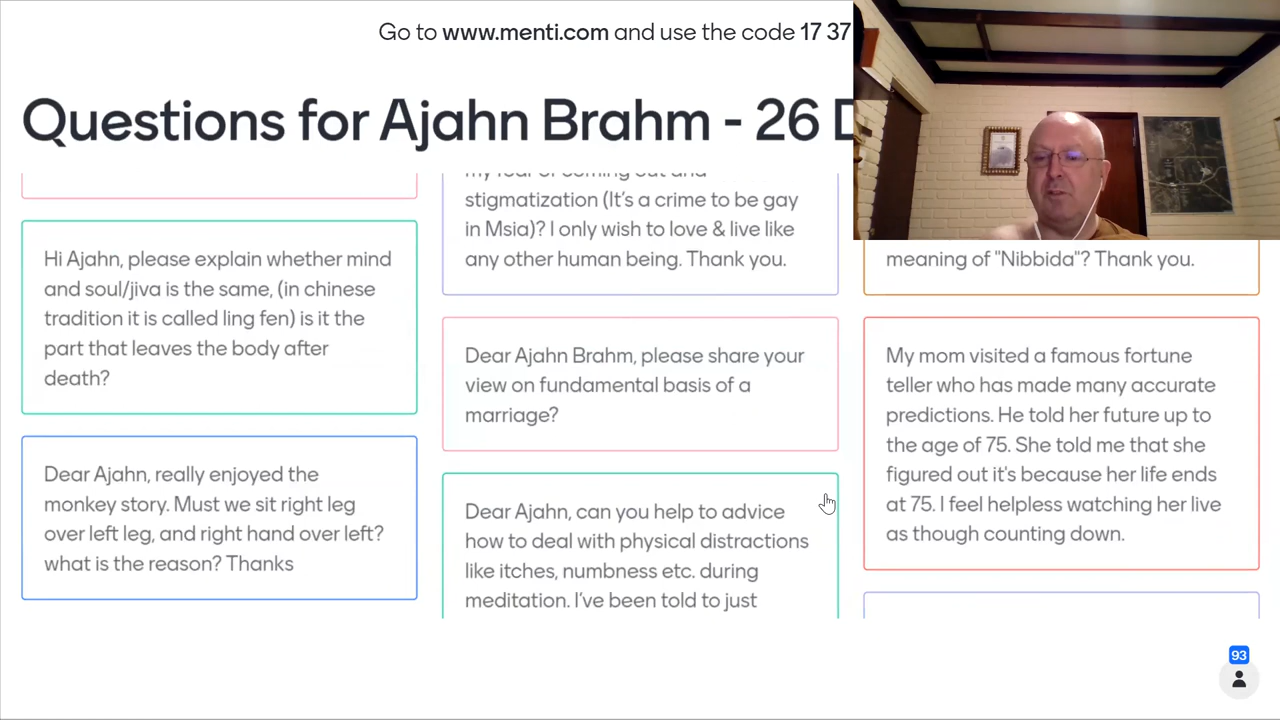 Go to www.menti.com and use the code 17 37
Questions for Ajahn Brahm - 26 D
Hi Ajahn, please explain whether mind
and soul/jiva is the same, (in chinese
tradition it is called ling fen) is it the
part that leaves the body after
death?
Dear Ajahn, really enjoyed the
monkey story. Must we sit right leg
over left leg, and right hand over left?
what is the reason? Thanks
my fear of coming out and
stigmatization (It's a crime to be gay
in Msia)? I only wish to love & live like
any other human being. Thank you.
Dear Ajahn Brahm, please share your
view on fundamental basis of a
marriage?
Dear Ajahn, can you help to advice
how to deal with physical distractions
like itches, numbness etc. during
meditation. I've been told to just
meaning of "Nibbida"? Thank you.
My mom visited a famous fortune
teller who has made many accurate
predictions. He told her future up to
the age of 75. She told me that she
figured out it's because her life ends
at 75. I feel helpless watching her live
as though counting down.
93